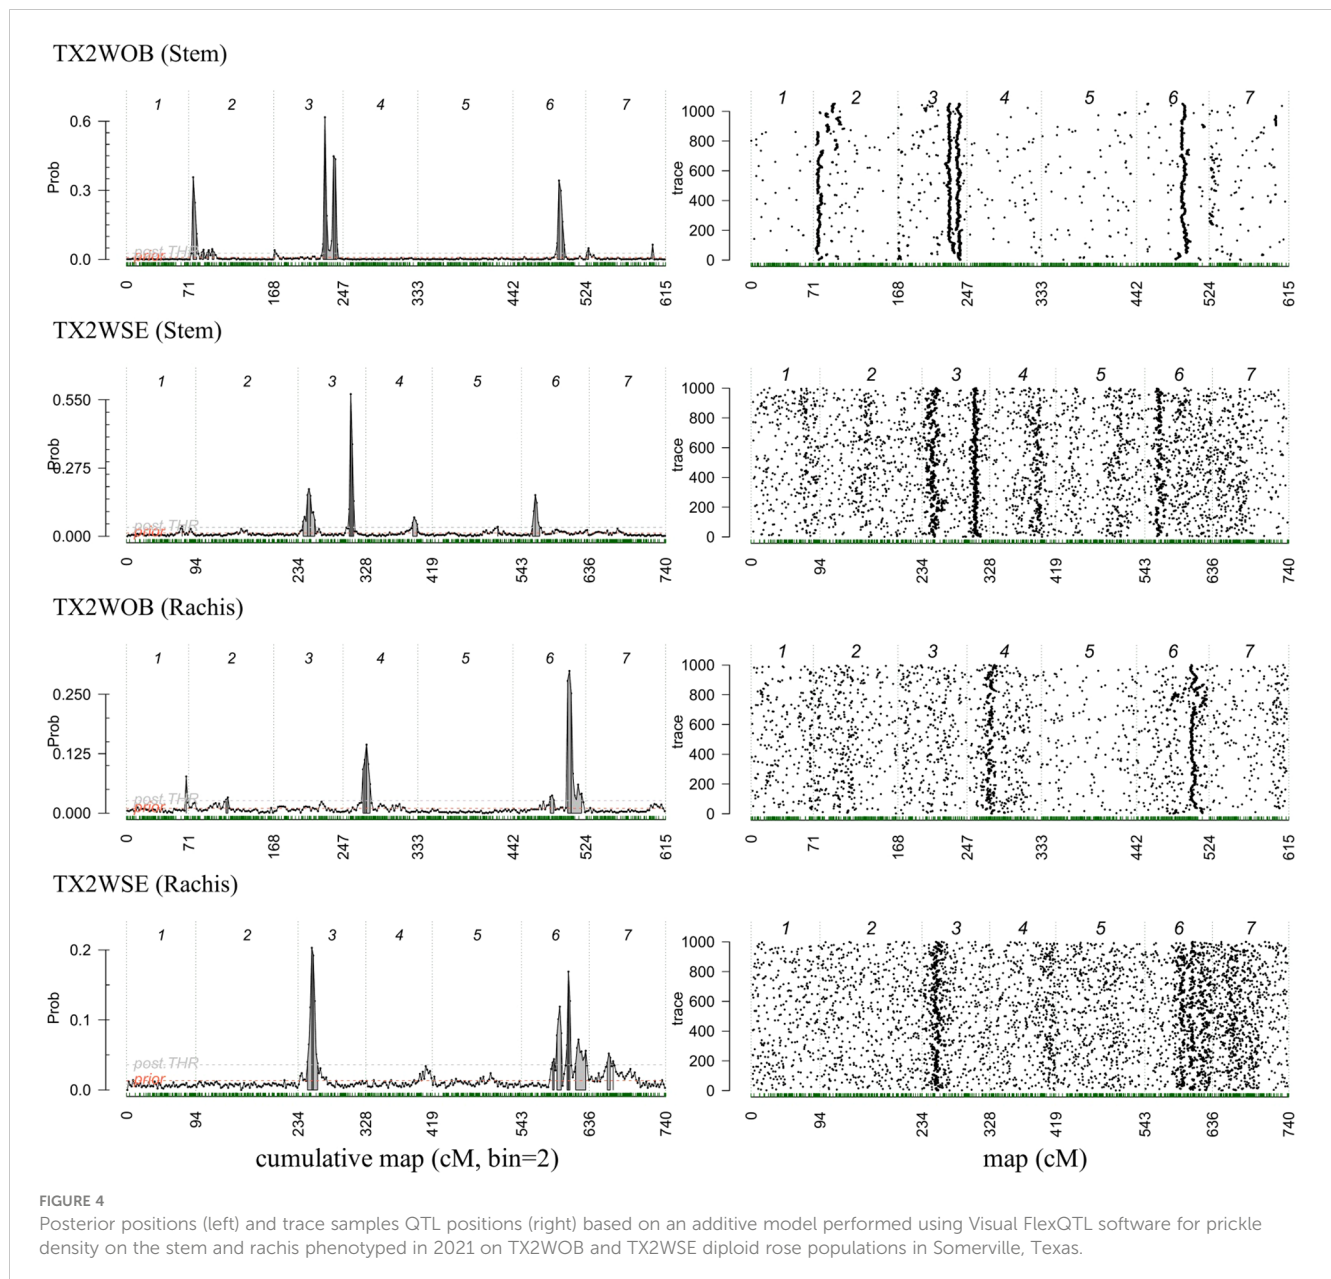 TX2WOB (Stem)
1 2 3 4 5 6 7
0.6
0.3
0.0
Prob
post.THR
prior
0 71 168 247 333 442 524 615
1 2 3 4 5 6 7
1000
800
600
400
200
0
trace
0 71 168 247 333 442 524 615
TX2WSE (Stem)
1 2 3 4 5 6 7
0.550
0.275
0.000
Prob
post.THR
prior
0 94 234 328 419 543 636 740
1 2 3 4 5 6 7
1000
800
600
400
200
0
trace
0 94 234 328 419 543 636 740
TX2WOB (Rachis)
1 2 3 4 5 6 7
0.250
0.125
0.000
Prob
post.THR
prior
0 71 168 247 333 442 524 615
1 2 3 4 5 6 7
1000
800
600
400
200
0
trace
0 71 168 247 333 442 524 615
TX2WSE (Rachis)
1 2 3 4 5 6 7
0.2
0.1
0.0
Prob
post.THR
prior
0 94 234 328 419 543 636 740
cumulative map (cM, bin=2)
1 2 3 4 5 6 7
1000
800
600
400
200
0
trace
0 94 234 328 419 543 636 740
map (cM)
FIGURE 4
Posterior positions (left) and trace samples QTL positions (right) based on an additive model performed using Visual FlexQTL software for prickle
density on the stem and rachis phenotyped in 2021 on TX2WOB and TX2WSE diploid rose populations in Somerville, Texas.